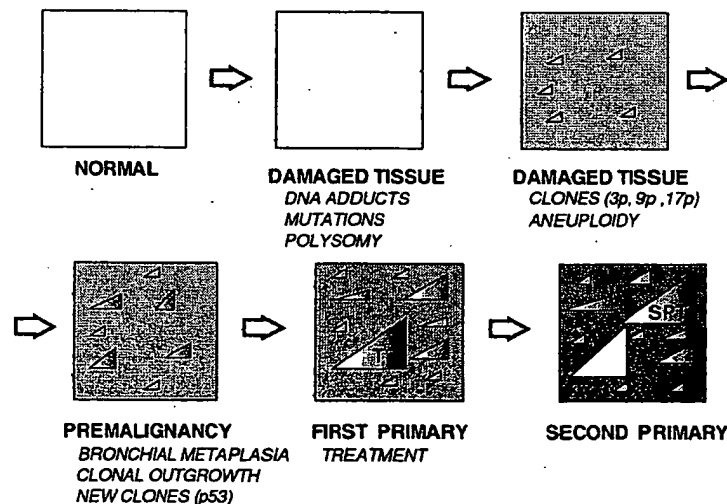 NORMAL
DAMAGED TISSUE
DNA ADDUCTS
MUTATIONS
POLYSOMY
DAMAGED TISSUE
CLONES (3p, 9p ,17p)
ANEUPLOIDY
T
SP
PREMALIGNANCY
BRONCHIAL METAPLASIA
CLONAL OUTGROWTH
NEW CLONES (p53)
FIRST PRIMARY
TREATMENT
SECOND PRIMARY